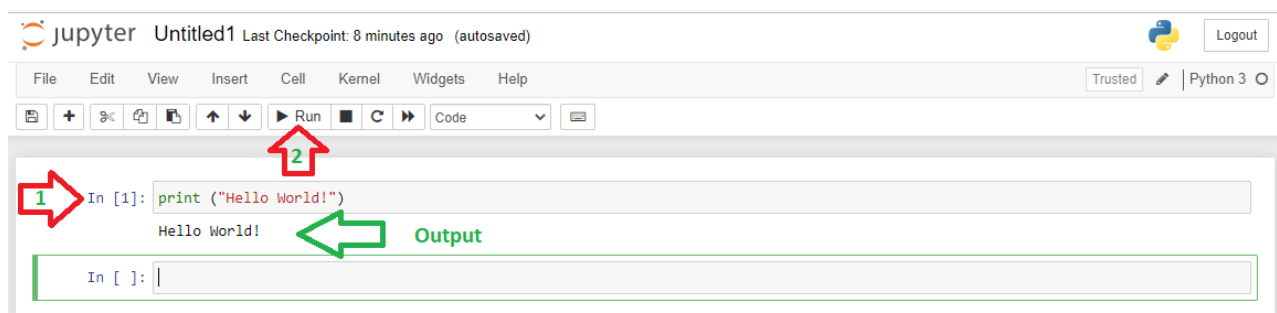 jupyter Untitled1 Last Checkpoint: 8 minutes ago (autosaved) Logout
File Edit View Insert Cell Kernel Widgets Help Trusted Python 3
Run Code
2
1 In [1]: print ("Hello World!")
Hello World! Output
In [ ]: